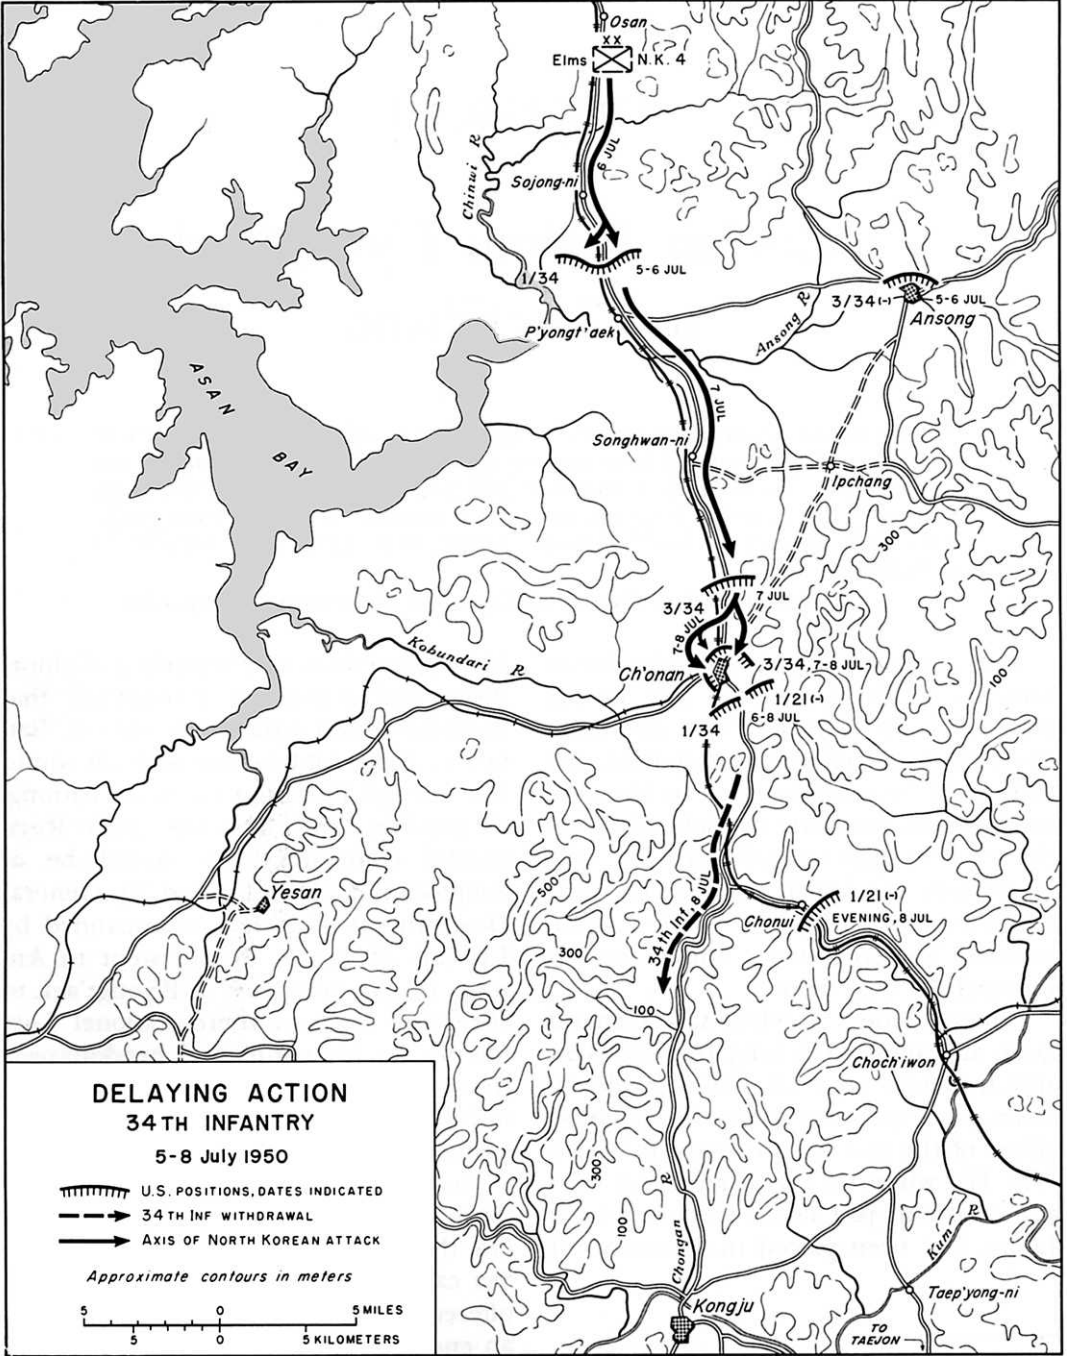 Osan
XX
Elms N.K. 4
6 JUL
Chinwi R
Sojong-ni
1/34
5-6 JUL
3/34(-)
5-6 JUL
Ansong
P'yongt'aek
Ansong R
ASAN BAY
7 JUL
Songhwan-ni
Ipchang
300
7 JUL
3/34
7-8 JUL
Kobundari R
Ch'onan
3/34, 7-8 JUL
100
1/21(-)
6-8 JUL
1/34
500
Yesan
34th Inf. 8 JUL
1/21(-)
EVENING, 8 JUL
Chonui
300
100
Choch'iwon
300
100
Chongan R
Kum R
Taep'yong-ni
Kongju
TO TAEJON
DELAYING ACTION
34TH INFANTRY
5-8 July 1950
U.S. POSITIONS, DATES INDICATED
34TH INF WITHDRAWAL
AXIS OF NORTH KOREAN ATTACK
Approximate contours in meters
5 0 5 MILES
5 0 5 KILOMETERS